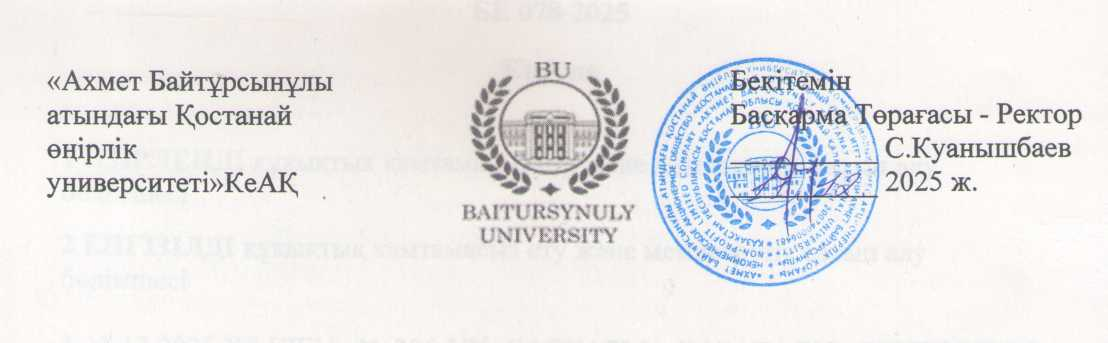 «Ахмет Байтұрсынұлы
атындағы Қостанай
өңірлік
университеті»КеАҚ
BU
BAITURSYNULY
UNIVERSITY
Бекітемін
Басқарма Төрағасы - Ректор
С.Куанышбаев
2025 ж.